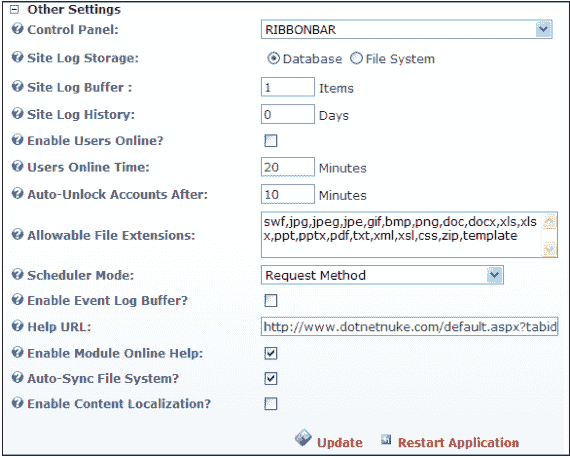 Other Settings
Control Panel: RIBBONBAR
Site Log Storage: Database File System
Site Log Buffer : 1 Items
Site Log History: 0 Days
Enable Users Online?
Users Online Time: 20 Minutes
Auto-Unlock Accounts After: 10 Minutes
Allowable File Extensions: swf,jpg,jpeg,jpe,gif,bmp,png,doc,docx,xls,xls
x,ppt,pptx,pdf,txt,xml,xsl,css,zip,template
Scheduler Mode: Request Method
Enable Event Log Buffer?
Help URL: http://www.dotnetnuke.com/default.aspx?tabid
Enable Module Online Help:
Auto-Sync File System?
Enable Content Localization?
Update Restart Application